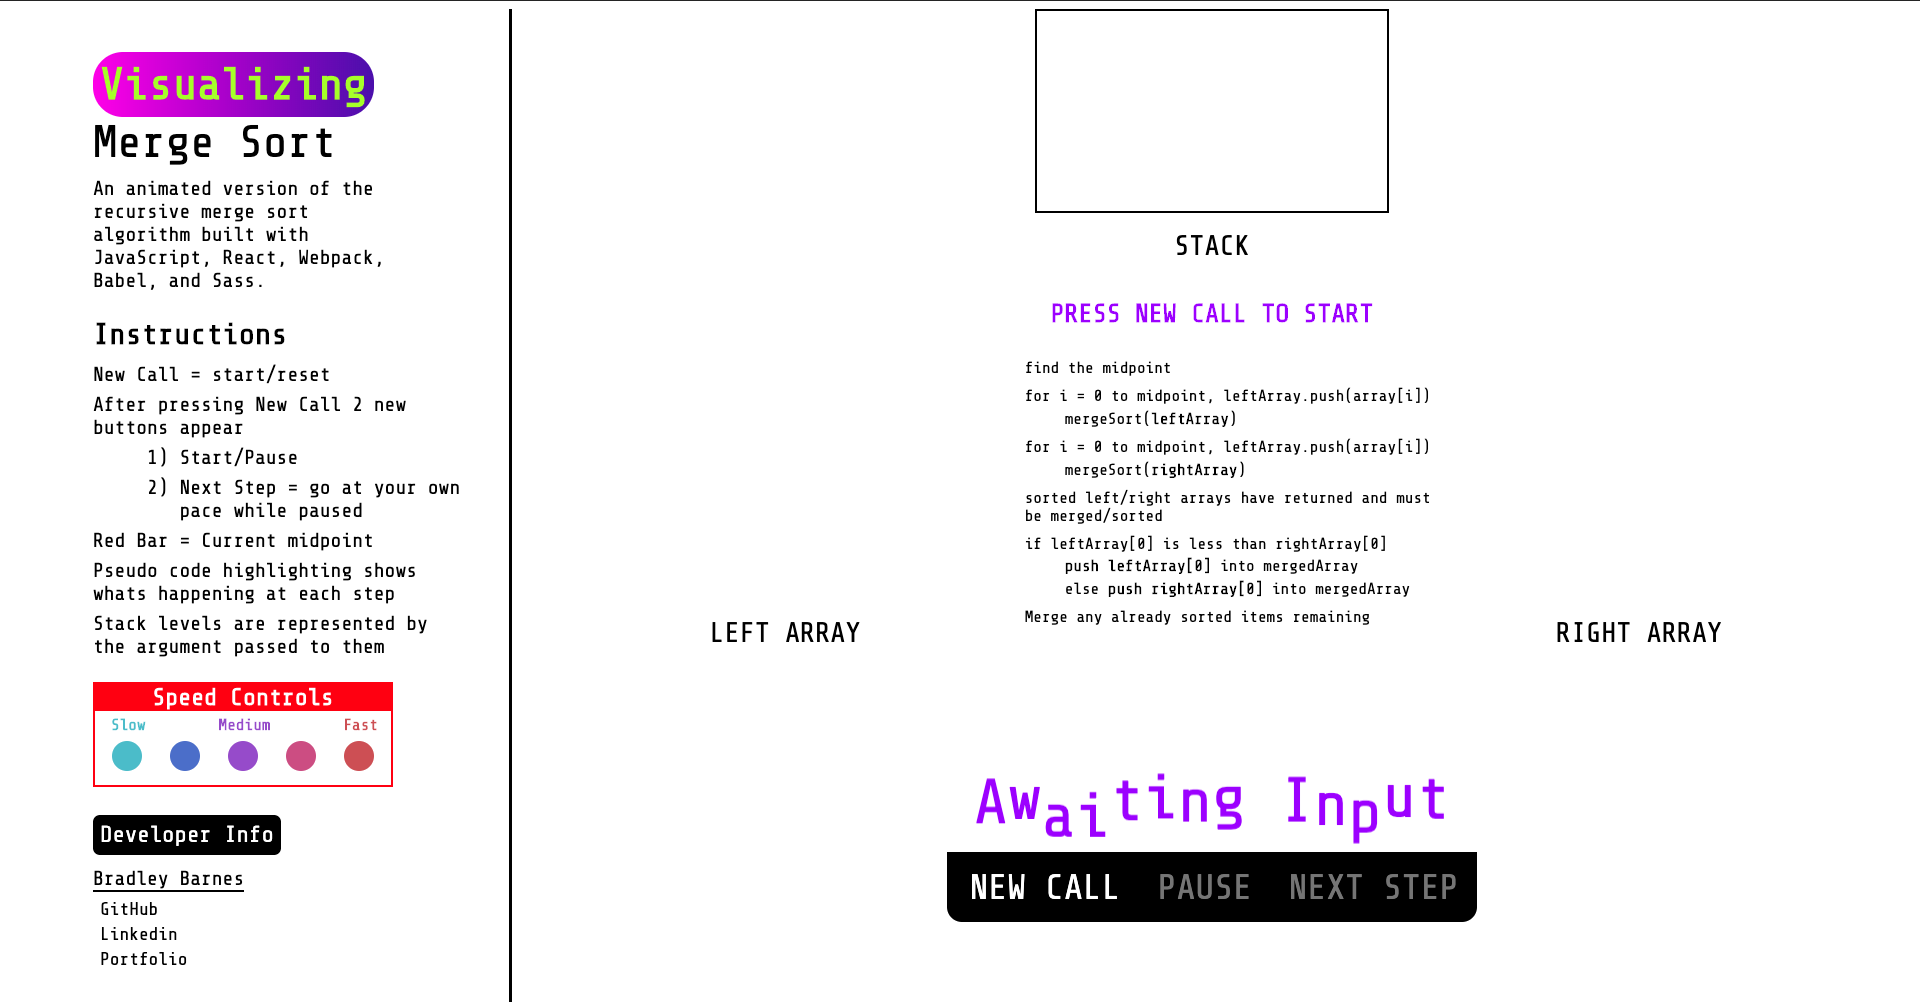 Visualizing
Merge Sort
An animated version of the
recursive merge sort
algorithm built with
JavaScript, React, Webpack,
Babel, and Sass.
Instructions
New Call = start/reset
After pressing New Call 2 new
buttons appear
1) Start/Pause
2) Next Step = go at your own
pace while paused
Red Bar = Current midpoint
Pseudo code highlighting shows
whats happening at each step
Stack levels are represented by
the argument passed to them
Speed Controls
Slow Medium Fast
Developer Info
Bradley Barnes
GitHub
Linkedin
Portfolio
STACK
PRESS NEW CALL TO START
find the midpoint
for i = 0 to midpoint, leftArray.push(array[i])
mergeSort(leftArray)
for i = 0 to midpoint, leftArray.push(array[i])
mergeSort(rightArray)
sorted left/right arrays have returned and must
be merged/sorted
if leftArray[0] is less than rightArray[0]
push leftArray[0] into mergedArray
else push rightArray[0] into mergedArray
Merge any already sorted items remaining
LEFT ARRAY
RIGHT ARRAY
Awaiting Input
NEW CALL PAUSE NEXT STEP